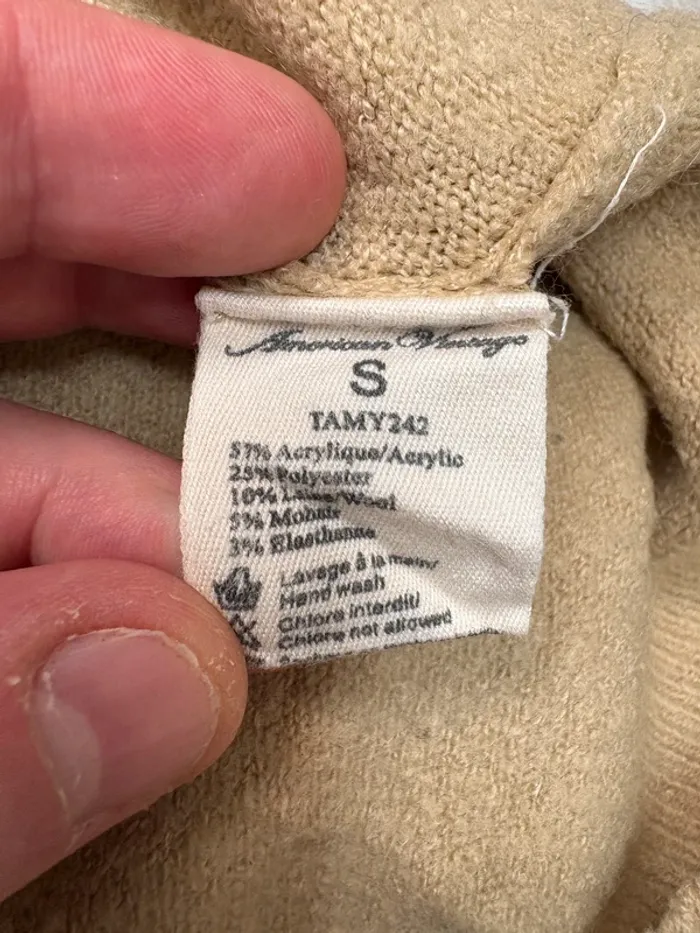 American Vintage
S
TAMY242
57% Acrylique/Acrylic
25% Polyester
10% Laine/Wool
5% Mohair
3% Elasthanne
Lavage à la main/
Hand wash
Chlore interdit/
Chlore not allowed